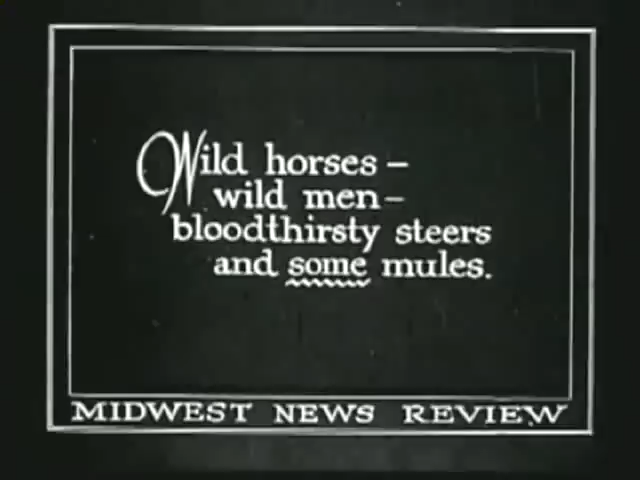 Wild horses –
wild men –
bloodthirsty steers
and some mules.
MIDWEST NEWS REVIEW